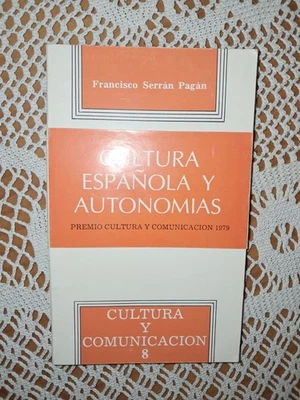 Francisco Serrán Pagán
CULTURA
ESPAÑOLA Y
AUTONOMIAS
PREMIO CULTURA Y COMUNICACION 1979
CULTURA
Y
COMUNICACION
8